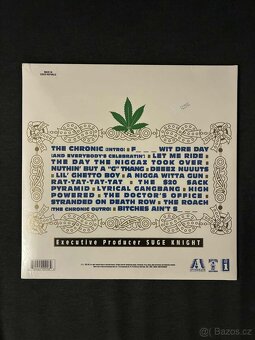 THE CHRONIC (INTRO) :: F____ WIT DRE DAY
(AND EVERYBODY'S CELEBRATIN') :: LET ME RIDE
THE DAY THE NIGGAZ TOOK OVER
NUTHIN' BUT A "G" THANG :: DEEEZ NUUUTS
LIL' GHETTO BOY :: A NIGGA WITTA GUN
RAT-TAT-TAT-TAT :: THE $20 SACK
PYRAMID :: LYRICAL GANGBANG :: HIGH
POWERED :: THE DOCTOR'S OFFICE
STRANDED ON DEATH ROW :: THE ROACH
(THE CHRONIC OUTRO) :: BITCHES AIN'T S
Executive Producer SUGE KNIGHT
bazos.cz